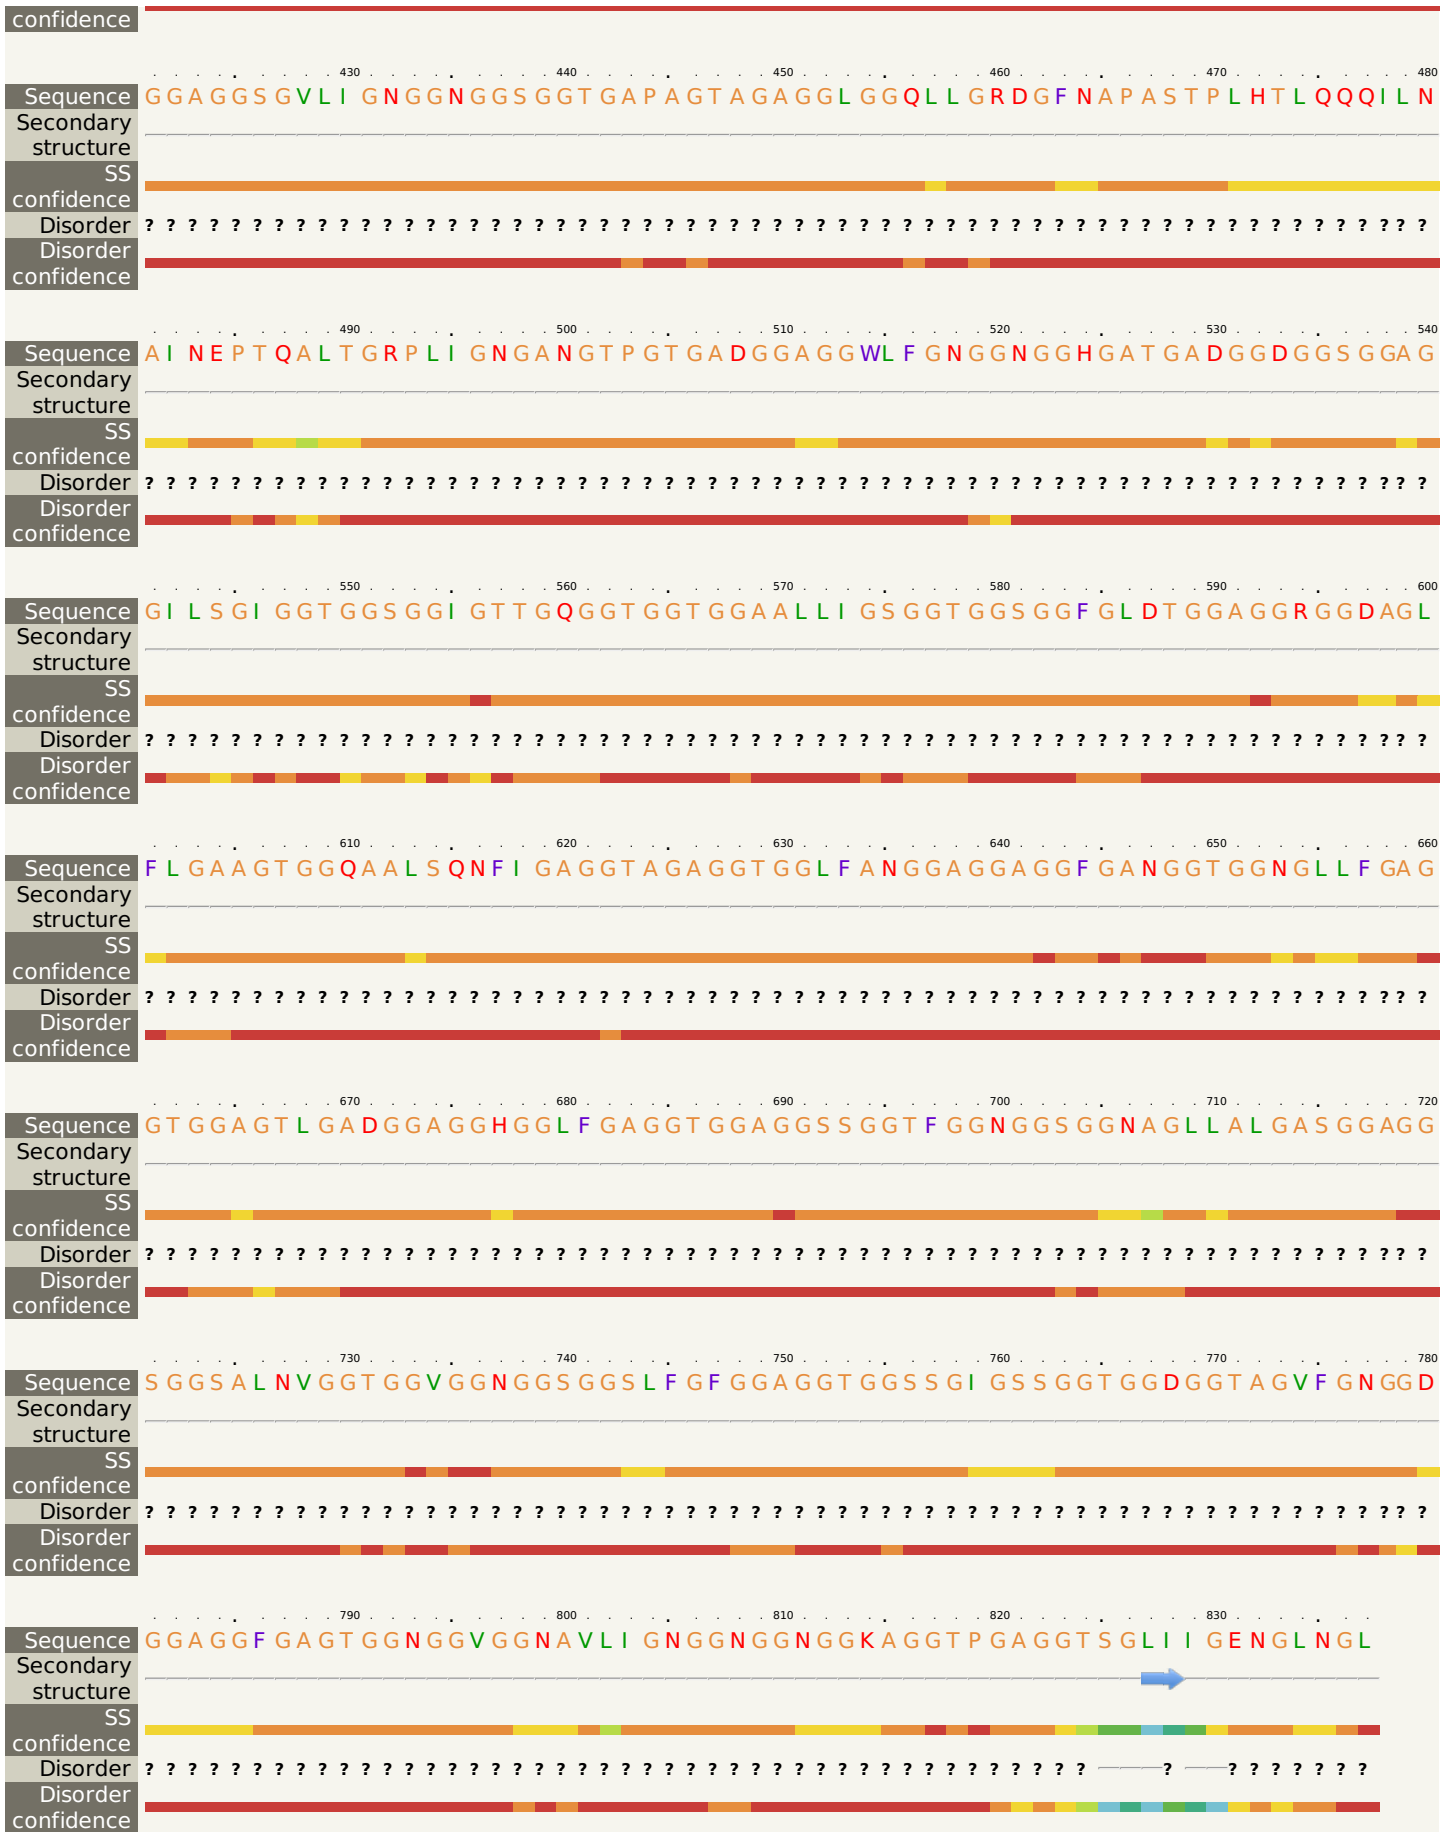 confidence
430 440 450 460 470 480
Sequence GGAGGSGVLIGNGGNGGSGGTGAPAGTAGAGGLGGQLLGRDGFNAPASTPLHTLQQQILN
Secondary
structure
SS
confidence
Disorder ? ? ? ? ? ? ? ? ? ? ? ? ? ? ? ? ? ? ? ? ? ? ? ? ? ? ? ? ? ? ? ? ? ? ? ? ? ? ? ? ? ? ? ? ? ? ? ? ? ? ? ? ? ? ? ? ? ? ? ?
Disorder
confidence
490 500 510 520 530 540
Sequence AINEPTQALTGRPLIGNGANGTPGTGADGGAGGWLFGNGGNGGHGATGADGGDGGSGGAG
Secondary
structure
SS
confidence
Disorder ? ? ? ? ? ? ? ? ? ? ? ? ? ? ? ? ? ? ? ? ? ? ? ? ? ? ? ? ? ? ? ? ? ? ? ? ? ? ? ? ? ? ? ? ? ? ? ? ? ? ? ? ? ? ? ? ? ? ? ?
Disorder
confidence
550 560 570 580 590 600
Sequence GILSGIGGTGGSGGIGTTGQGGTGGTGGAALLIGSGGTGGSGGFGLDTGGAGGRGGDAGL
Secondary
structure
SS
confidence
Disorder ? ? ? ? ? ? ? ? ? ? ? ? ? ? ? ? ? ? ? ? ? ? ? ? ? ? ? ? ? ? ? ? ? ? ? ? ? ? ? ? ? ? ? ? ? ? ? ? ? ? ? ? ? ? ? ? ? ? ? ?
Disorder
confidence
610 620 630 640 650 660
Sequence FLGAAGTGGQAALSQNFIGAGGTAGAGGTGGLFANGGAGGAGGFGANGGTGGNGLLFGAG
Secondary
structure
SS
confidence
Disorder ? ? ? ? ? ? ? ? ? ? ? ? ? ? ? ? ? ? ? ? ? ? ? ? ? ? ? ? ? ? ? ? ? ? ? ? ? ? ? ? ? ? ? ? ? ? ? ? ? ? ? ? ? ? ? ? ? ? ? ?
Disorder
confidence
670 680 690 700 710 720
Sequence GTGGAGTLGADGGAGGHGGLFGAGGTGGAGGSSGGTFGGNGGSGGNAGLLALGASGGAGG
Secondary
structure
SS
confidence
Disorder ? ? ? ? ? ? ? ? ? ? ? ? ? ? ? ? ? ? ? ? ? ? ? ? ? ? ? ? ? ? ? ? ? ? ? ? ? ? ? ? ? ? ? ? ? ? ? ? ? ? ? ? ? ? ? ? ? ? ? ?
Disorder
confidence
730 740 750 760 770 780
Sequence SGGSALNVGGTGGVGGNGGSGGSLFGFGGAGGTGGSSGIGSSGGTGGDGGTAGVFGNGGD
Secondary
structure
SS
confidence
Disorder ? ? ? ? ? ? ? ? ? ? ? ? ? ? ? ? ? ? ? ? ? ? ? ? ? ? ? ? ? ? ? ? ? ? ? ? ? ? ? ? ? ? ? ? ? ? ? ? ? ? ? ? ? ? ? ? ? ? ? ?
Disorder
confidence
790 800 810 820 830
Sequence GGAGGFGAGTGGNGGVGGNAVLIGNGGNGGNGGKAGGTPGAGGTSGLIIGENGLNGL
Secondary
structure
SS
confidence
Disorder ? ? ? ? ? ? ? ? ? ? ? ? ? ? ? ? ? ? ? ? ? ? ? ? ? ? ? ? ? ? ? ? ? ? ? ? ? ? ? ? ? ? ? ? ? ? ? ? ? ? ? ?
Disorder
confidence